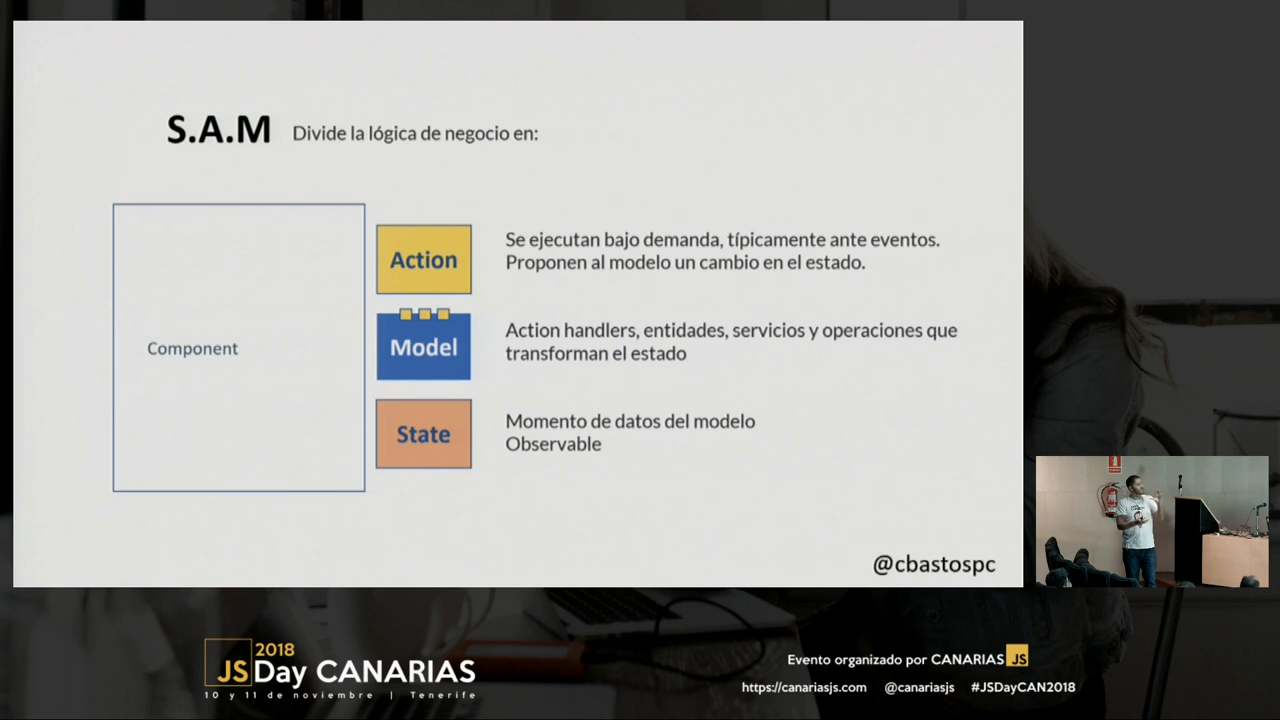 S.A.M Divide la lógica de negocio en:
Component
Action
Se ejecutan bajo demanda, típicamente ante eventos.
Proponen al modelo un cambio en el estado.
Model
Action handlers, entidades, servicios y operaciones que
transforman el estado
State
Momento de datos del modelo
Observable
@cbastospc
2018
JSDay CANARIAS
10 y 11 de noviembre | Tenerife
Evento organizado por CANARIAS JS
https://canariasjs.com @canariasjs #JSDayCAN2018